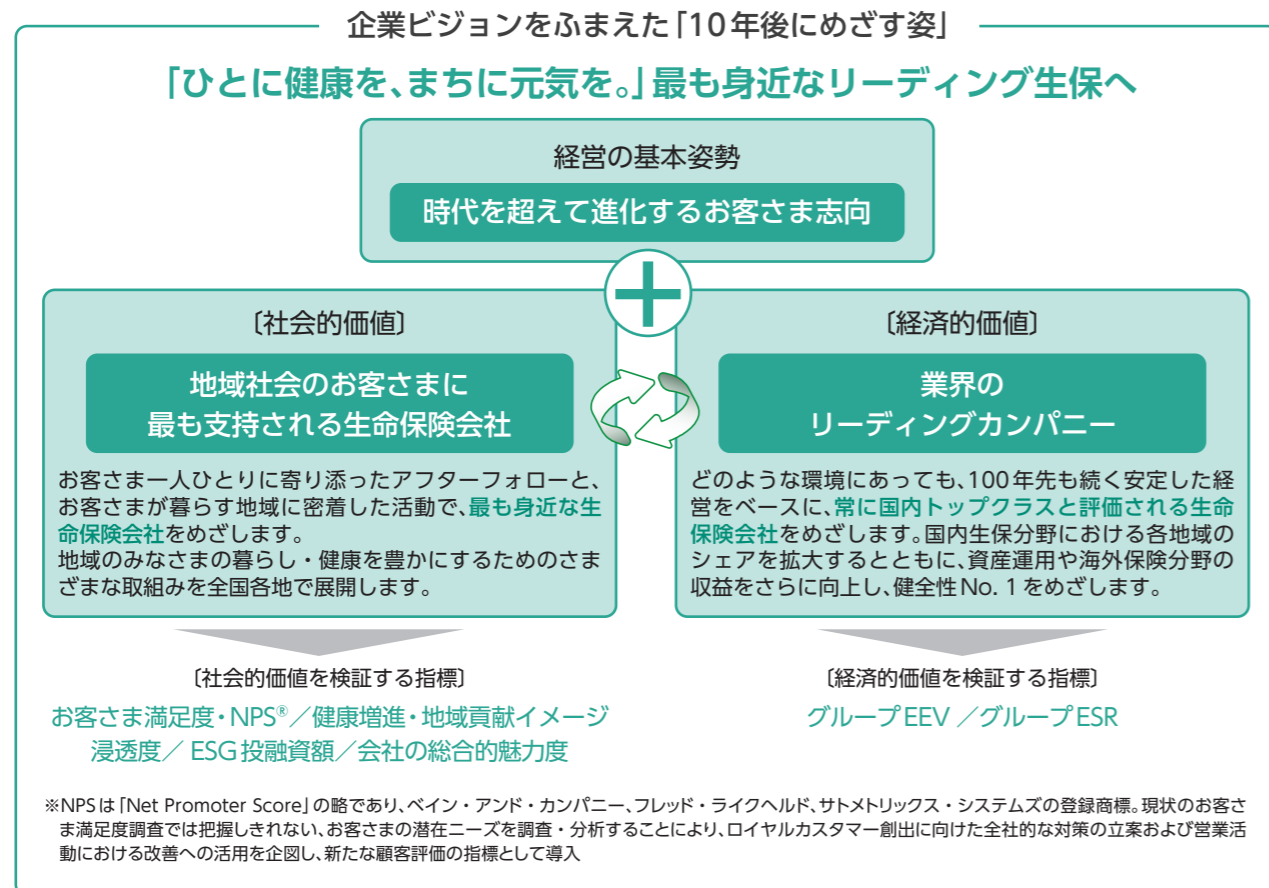 企業ビジョンをふまえた「10年後にめざす姿」
「ひとに健康を、まちに元気を。」最も身近なリーディング生保へ
経営の基本姿勢
時代を超えて進化するお客さま志向
〔社会的価値〕
地域社会のお客さまに
最も支持される生命保険会社
お客さま一人ひとりに寄り添ったアフターフォローと、
お客さまが暮らす地域に密着した活動で、最も身近な生
命保険会社をめざします。
地域のみなさまの暮らし・健康を豊かにするためのさま
ざまな取組みを全国各地で展開します。
〔経済的価値〕
業界の
リーディングカンパニー
どのような環境にあっても、100年先も続く安定した経
営をベースに、常に国内トップクラスと評価される生命
保険会社をめざします。国内生保分野における各地域の
シェアを拡大するとともに、資産運用や海外保険分野の
収益をさらに向上し、健全性No. 1をめざします。
〔社会的価値を検証する指標〕
お客さま満足度・NPS®／健康増進・地域貢献イメージ
浸透度／ESG投融資額／会社の総合的魅力度
〔経済的価値を検証する指標〕
グループEEV／グループESR
※NPSは「Net Promoter Score」の略であり、ベイン・アンド・カンパニー、フレッド・ライクヘルド、サトメトリックス・システムズの登録商標。現状のお客さ
ま満足度調査では把握しきれない、お客さまの潜在ニーズを調査・分析することにより、ロイヤルカスタマー創出に向けた全社的な対策の立案および営業活
動における改善への活用を企図し、新たな顧客評価の指標として導入